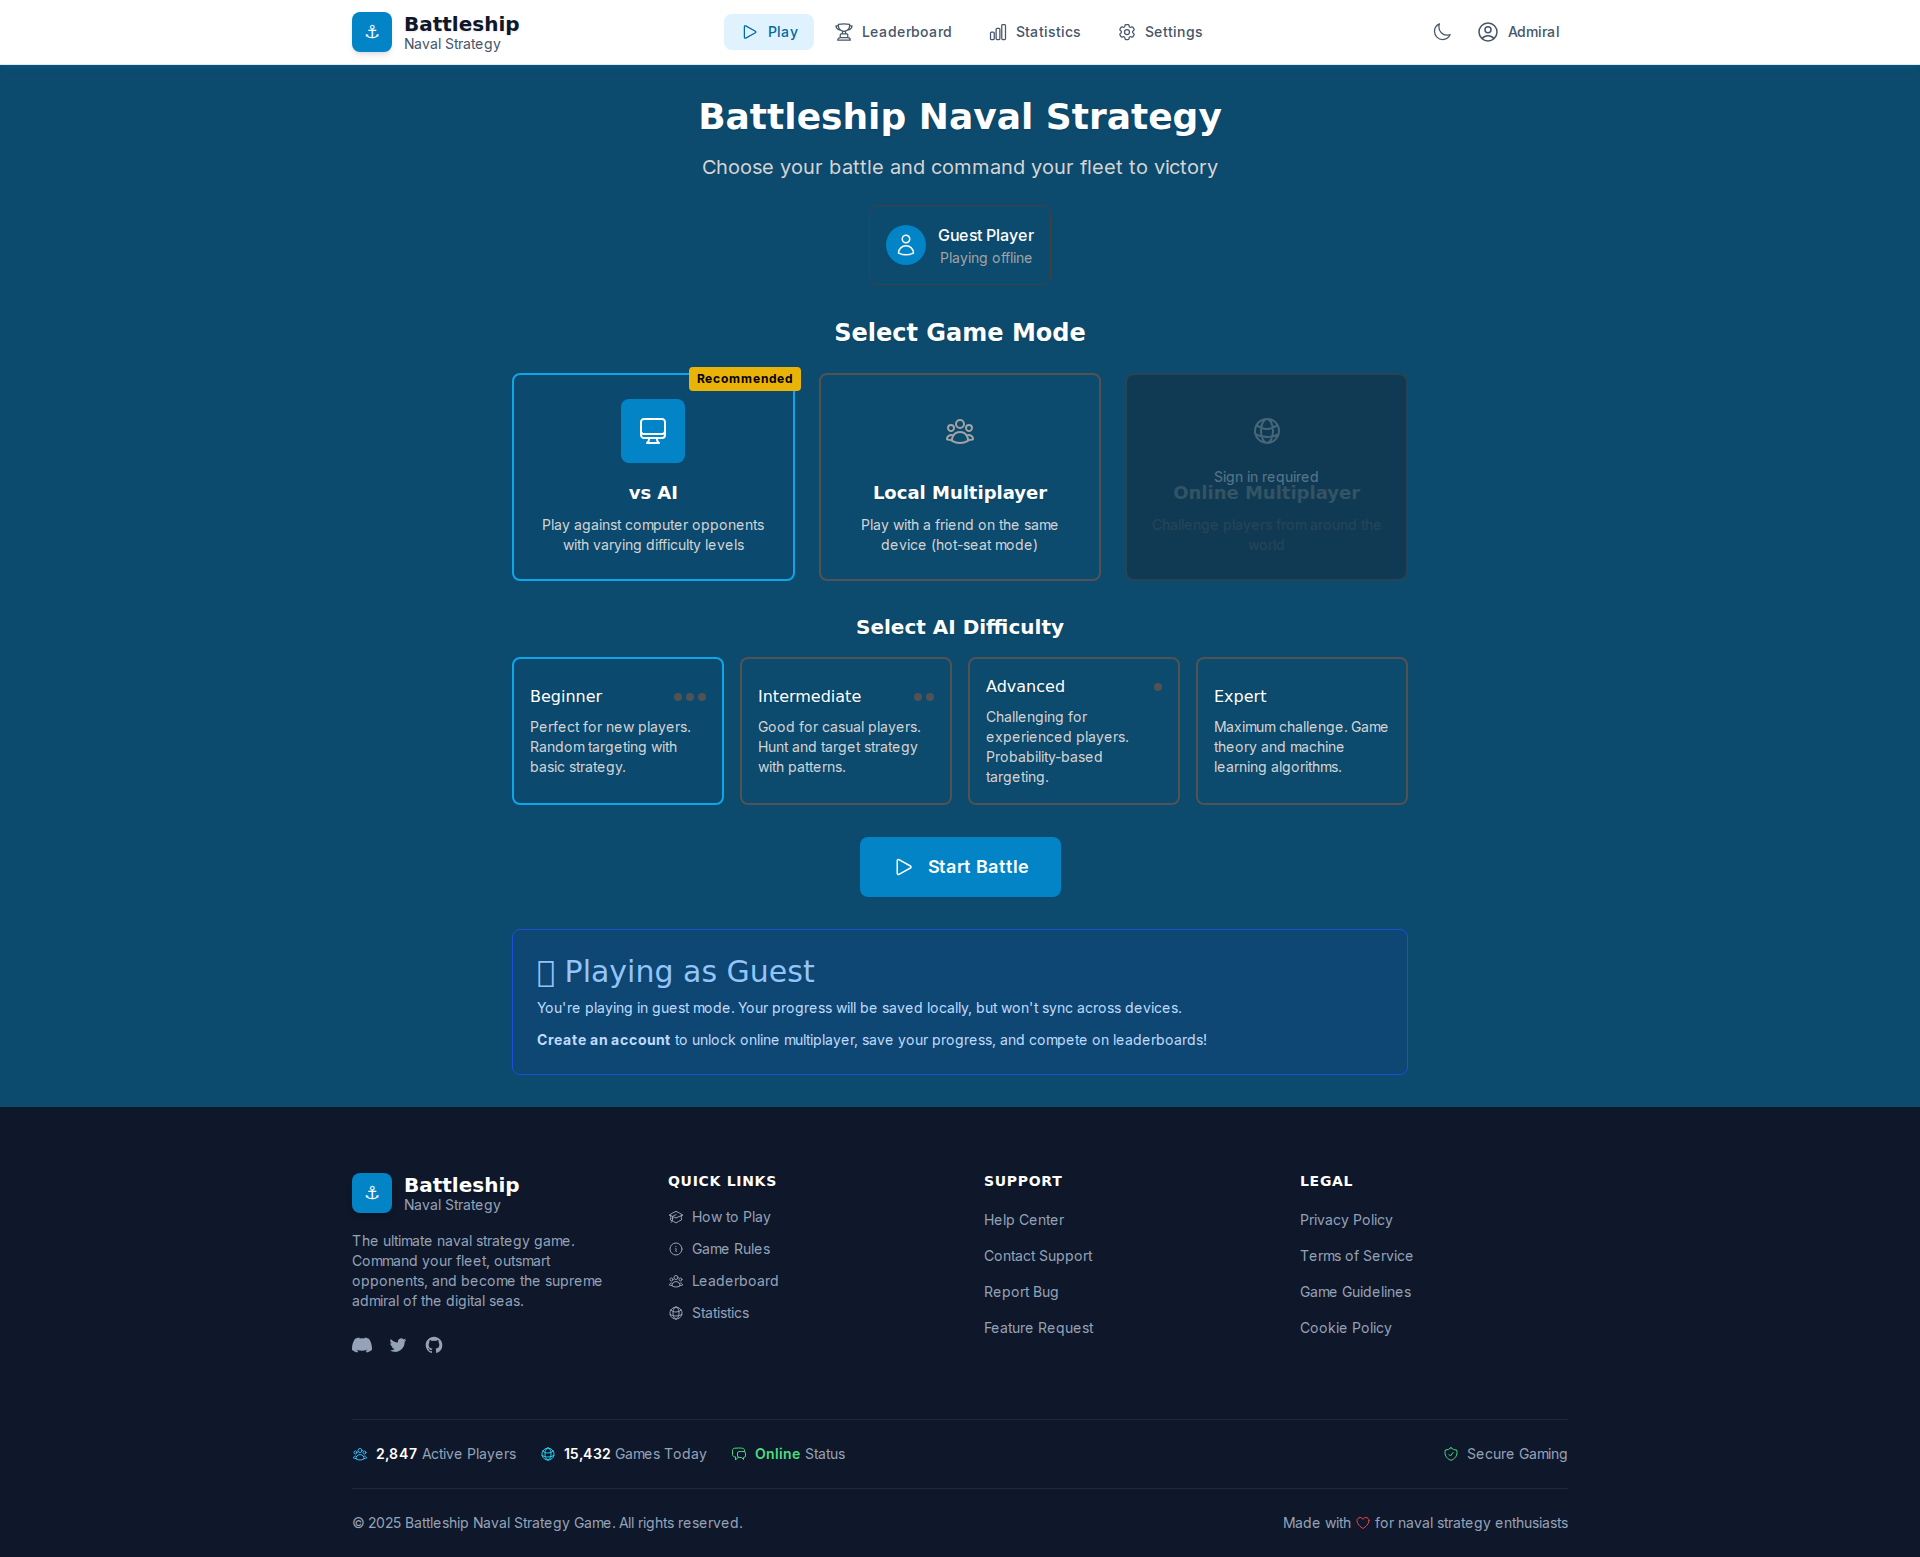 Battleship
Naval Strategy
Play
Leaderboard
Statistics
Settings
Admiral
Battleship Naval Strategy
Choose your battle and command your fleet to victory
Guest Player
Playing offline
Select Game Mode
Recommended
vs AI
Play against computer opponents
with varying difficulty levels
Local Multiplayer
Play with a friend on the same
device (hot-seat mode)
Sign in required
Online Multiplayer
Challenge players from around the
world
Select AI Difficulty
Beginner
Perfect for new players.
Random targeting with
basic strategy.
Intermediate
Good for casual players.
Hunt and target strategy
with patterns.
Advanced
Challenging for
experienced players.
Probability-based
targeting.
Expert
Maximum challenge. Game
theory and machine
learning algorithms.
Start Battle
Playing as Guest
You're playing in guest mode. Your progress will be saved locally, but won't sync across devices.
Create an account to unlock online multiplayer, save your progress, and compete on leaderboards!
Battleship
Naval Strategy
The ultimate naval strategy game.
Command your fleet, outsmart
opponents, and become the supreme
admiral of the digital seas.
QUICK LINKS
How to Play
Game Rules
Leaderboard
Statistics
SUPPORT
Help Center
Contact Support
Report Bug
Feature Request
LEGAL
Privacy Policy
Terms of Service
Game Guidelines
Cookie Policy
2,847 Active Players
15,432 Games Today
Online Status
Secure Gaming
© 2025 Battleship Naval Strategy Game. All rights reserved.
Made with ♡ for naval strategy enthusiasts